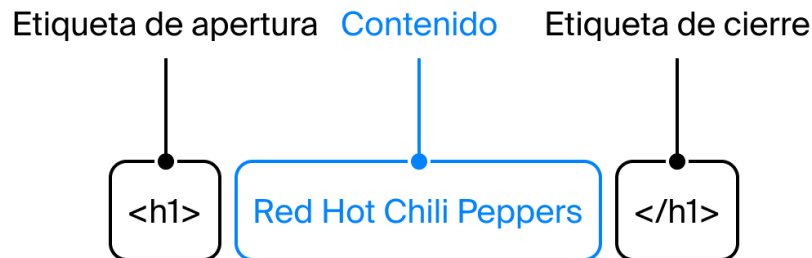 Etiqueta de apertura Contenido Etiqueta de cierre
<h1> Red Hot Chili Peppers </h1>